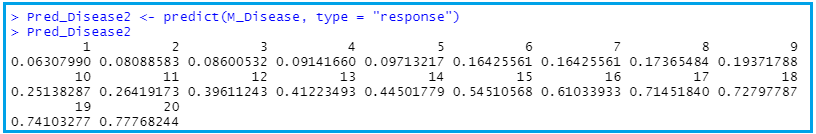 > Pred_Disease2 <- predict(M_Disease, type = "response")
> Pred_Disease2
1 2 3 4 5 6 7 8 9
0.06307990 0.08088583 0.08600532 0.09141660 0.09713217 0.16425561 0.16425561 0.17365484 0.19371788
10 11 12 13 14 15 16 17 18
0.25138287 0.26419173 0.39611243 0.41223493 0.44501779 0.54510568 0.61033933 0.71451840 0.72797787
19 20
0.74103277 0.77768244